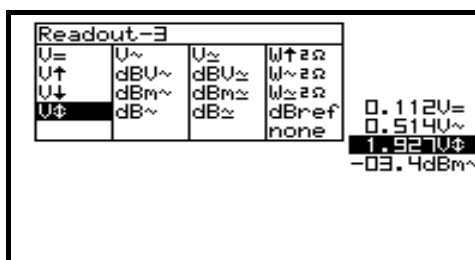 Readout-3
V= V~ V≃ W↑2Ω
V↑ dBV~ dBV≃ W~2Ω
V↓ dBm~ dBm≃ W≃2Ω
V⇕ dB~ dB≃ dBref
none
0.112V=
0.514V~
1.927V⇕
-03.4dBm~